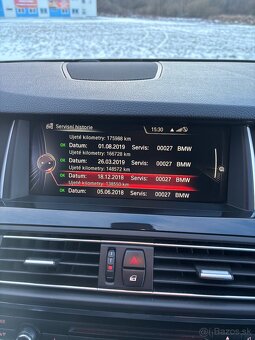 Servisní historie
15:30
Ujeté kilometry: 175988 km
OK Datum: 01.08.2019 Servis: 00027 BMW
Ujeté kilometry: 166728 km
OK Datum: 26.03.2019 Servis: 00027 BMW
Ujeté kilometry: 148572 km
OK Datum: 18.12.2018 Servis: 00027 BMW
Ujeté kilometry: 138550 km
OK Datum: 05.06.2018 Servis: 00027 BMW
Bazos.sk